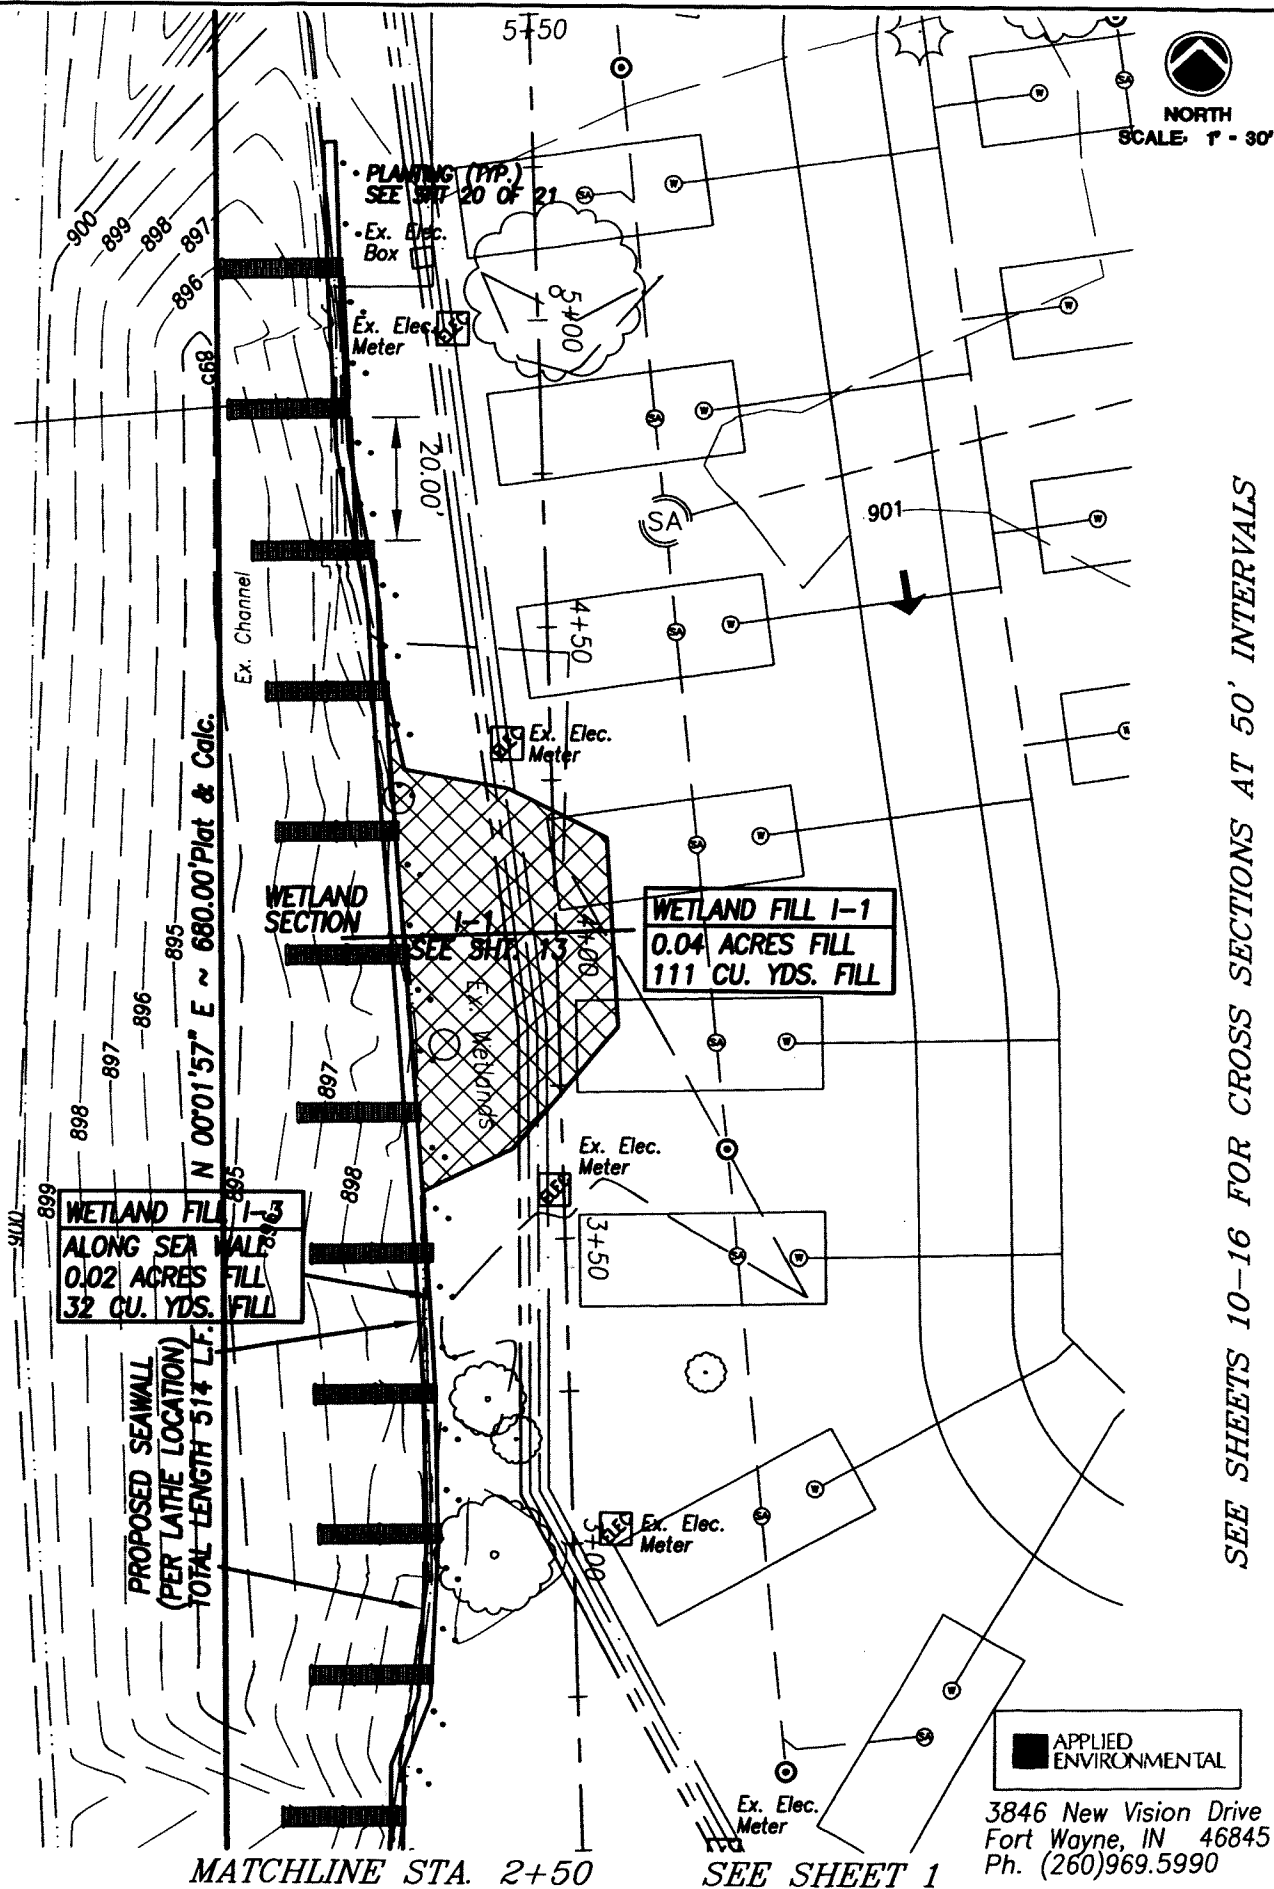 5+50
NORTH
SCALE: 1" - 30'
PLANTING (TYP.)
SEE SHT 20 OF 21
Ex. Elec.
Box
900
899
898
897
896
895
Ex. Elec.
Meter
ELEC
5+00
20.00'
SA
901
4+50
Ex. Channel
ELEC
Ex. Elec.
Meter
N 00°01'57" E ~ 680.00' Plat & Calc.
WETLAND
SECTION
I-1
SEE SHT. 13
4+00
Ex. Wetlands
WETLAND FILL I-1
0.04 ACRES FILL
111 CU. YDS. FILL
895
896
897
898
899
900
897
898
895
896
Ex. Elec.
Meter
ELEC
3+50
WETLAND FILL I-3
ALONG SEA WALL
0.02 ACRES FILL
32 CU. YDS. FILL
PROPOSED SEAWALL
(PER LATHE LOCATION)
TOTAL LENGTH 514 L.F.
3+00
ELEC
Ex. Elec.
Meter
SEE SHEETS 10-16 FOR CROSS SECTIONS AT 50' INTERVALS
APPLIED
ENVIRONMENTAL
3846 New Vision Drive
Fort Wayne, IN 46845
Ph. (260)969.5990
Ex. Elec.
Meter
MATCHLINE STA. 2+50 SEE SHEET 1